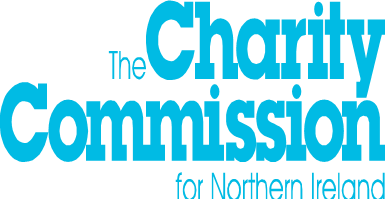 The Charity
Commission
for Northern Ireland